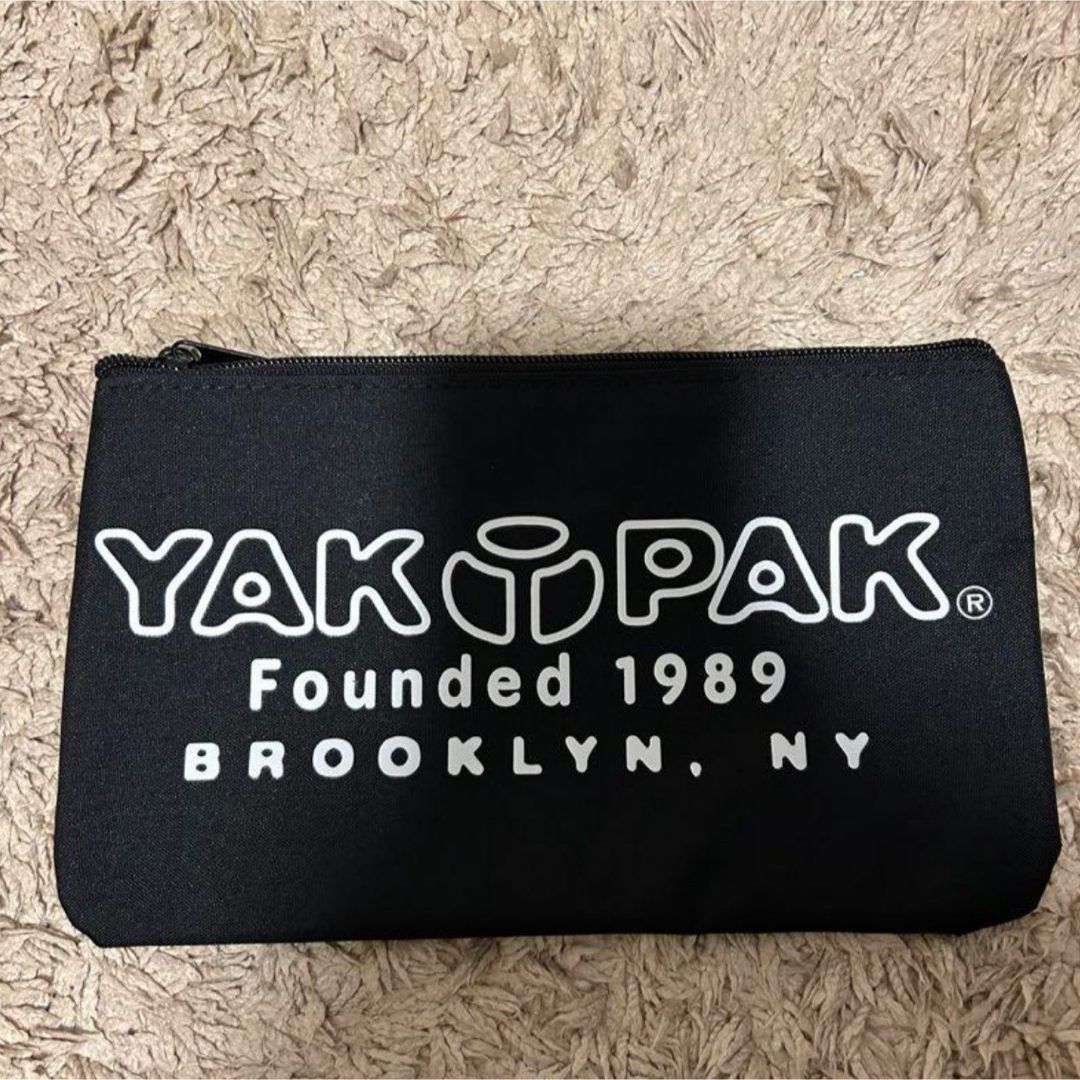 YAK PAK®
Founded 1989
BROOKLYN, NY